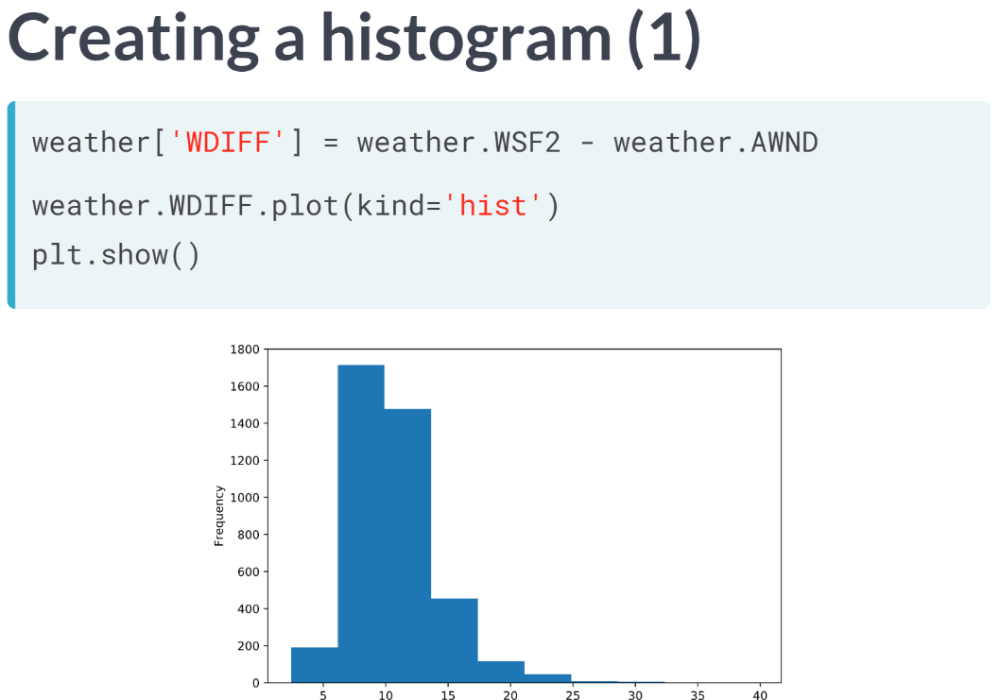 Creating a histogram (1)
weather['WDIFF'] = weather.WSF2 - weather.AWND
weather.WDIFF.plot(kind='hist')
plt.show()
1800
1600
1400
1200
1000
800
600
400
200
0
Frequency
5 10 15 20 25 30 35 40